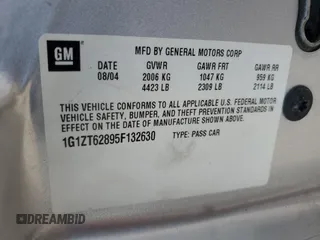 GM
MFD BY GENERAL MOTORS CORP
DATE GVWR GAWR FRT GAWR RR
08/04 2006 KG 1047 KG 959 KG
4423 LB 2309 LB 2114 LB
THIS VEHICLE CONFORMS TO ALL APPLICABLE U.S. FEDERAL MOTOR
VEHICLE SAFETY, BUMPER, AND THEFT PREVENTION STANDARDS IN
EFFECT ON THE DATE OF MANUFACTURE SHOWN ABOVE.
1G1ZT62895F132630 TYPE: PASS CAR
DREAMBID